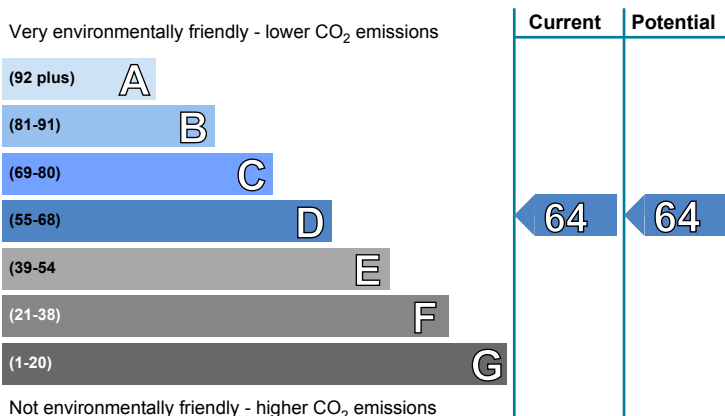 Very environmentally friendly - lower CO₂ emissions Current Potential
(92 plus) A
(81-91) B
(69-80) C
(55-68) D 64 64
(39-54 E
(21-38) F
(1-20) G
Not environmentally friendly - higher CO₂ emissions